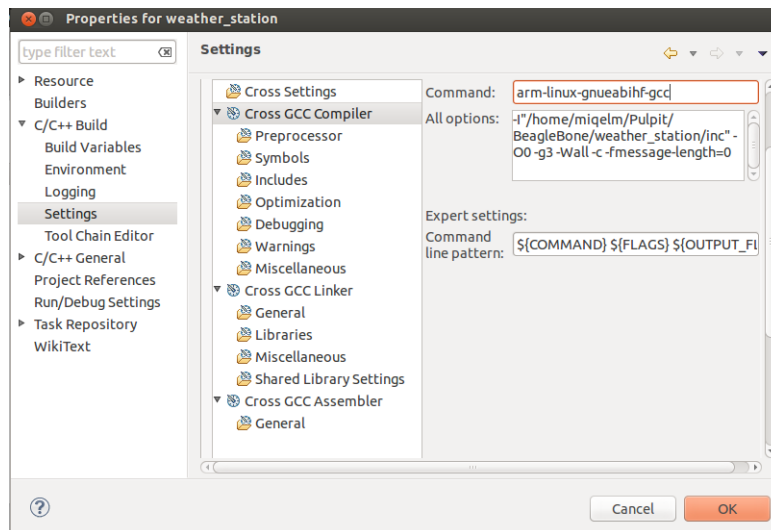 Properties for weather_station
type filter text
Settings
Resource
Builders
C/C++ Build
Build Variables
Environment
Logging
Settings
Tool Chain Editor
C/C++ General
Project References
Run/Debug Settings
Task Repository
WikiText
Cross Settings
Cross GCC Compiler
Preprocessor
Symbols
Includes
Optimization
Debugging
Warnings
Miscellaneous
Cross GCC Linker
General
Libraries
Miscellaneous
Shared Library Settings
Cross GCC Assembler
General
Command: arm-linux-gnueabihf-gcc
All options: -I"/home/miqelm/Pulpit/
BeagleBone/weather_station/inc" -
O0 -g3 -Wall -c -fmessage-length=0
Expert settings:
Command
line pattern: ${COMMAND} ${FLAGS} ${OUTPUT_FL
Cancel
OK